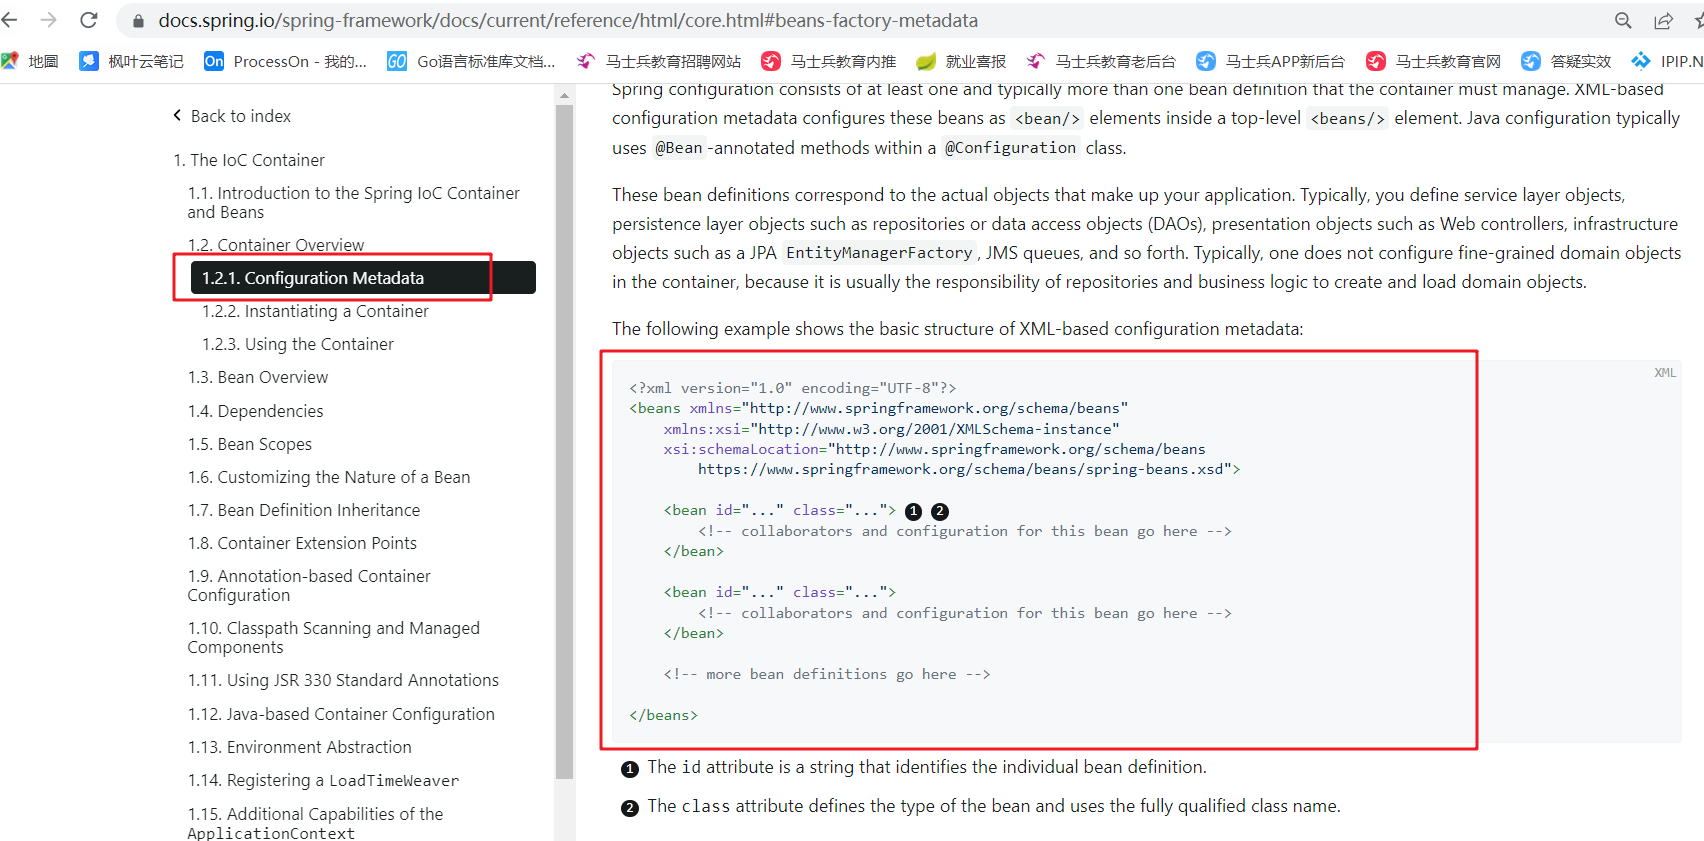 docs.spring.io/spring-framework/docs/current/reference/html/core.html#beans-factory-metadata
地图 枫叶云笔记 On ProcessOn - 我的... GO Go语言标准库文档... 马士兵教育招聘网站 马士兵教育内推 就业喜报 马士兵教育老后台 马士兵APP新后台 马士兵教育官网 答疑实效 IPIP.N
Back to index
1. The IoC Container
1.1. Introduction to the Spring IoC Container
and Beans
1.2. Container Overview
1.2.1. Configuration Metadata
1.2.2. Instantiating a Container
1.2.3. Using the Container
1.3. Bean Overview
1.4. Dependencies
1.5. Bean Scopes
1.6. Customizing the Nature of a Bean
1.7. Bean Definition Inheritance
1.8. Container Extension Points
1.9. Annotation-based Container
Configuration
1.10. Classpath Scanning and Managed
Components
1.11. Using JSR 330 Standard Annotations
1.12. Java-based Container Configuration
1.13. Environment Abstraction
1.14. Registering a LoadTimeWeaver
1.15. Additional Capabilities of the
ApplicationContext
Spring configuration consists of at least one and typically more than one bean definition that the container must manage. XML-based
configuration metadata configures these beans as <bean/> elements inside a top-level <beans/> element. Java configuration typically
uses @Bean-annotated methods within a @Configuration class.
These bean definitions correspond to the actual objects that make up your application. Typically, you define service layer objects,
persistence layer objects such as repositories or data access objects (DAOs), presentation objects such as Web controllers, infrastructure
objects such as a JPA EntityManagerFactory, JMS queues, and so forth. Typically, one does not configure fine-grained domain objects
in the container, because it is usually the responsibility of repositories and business logic to create and load domain objects.
The following example shows the basic structure of XML-based configuration metadata:
XML
<?xml version="1.0" encoding="UTF-8"?>
<beans xmlns="http://www.springframework.org/schema/beans"
xmlns:xsi="http://www.w3.org/2001/XMLSchema-instance"
xsi:schemaLocation="http://www.springframework.org/schema/beans
https://www.springframework.org/schema/beans/spring-beans.xsd">
<bean id="..." class="..."> 1 2
<!-- collaborators and configuration for this bean go here -->
</bean>
<bean id="..." class="...">
<!-- collaborators and configuration for this bean go here -->
</bean>
<!-- more bean definitions go here -->
</beans>
1 The id attribute is a string that identifies the individual bean definition.
2 The class attribute defines the type of the bean and uses the fully qualified class name.